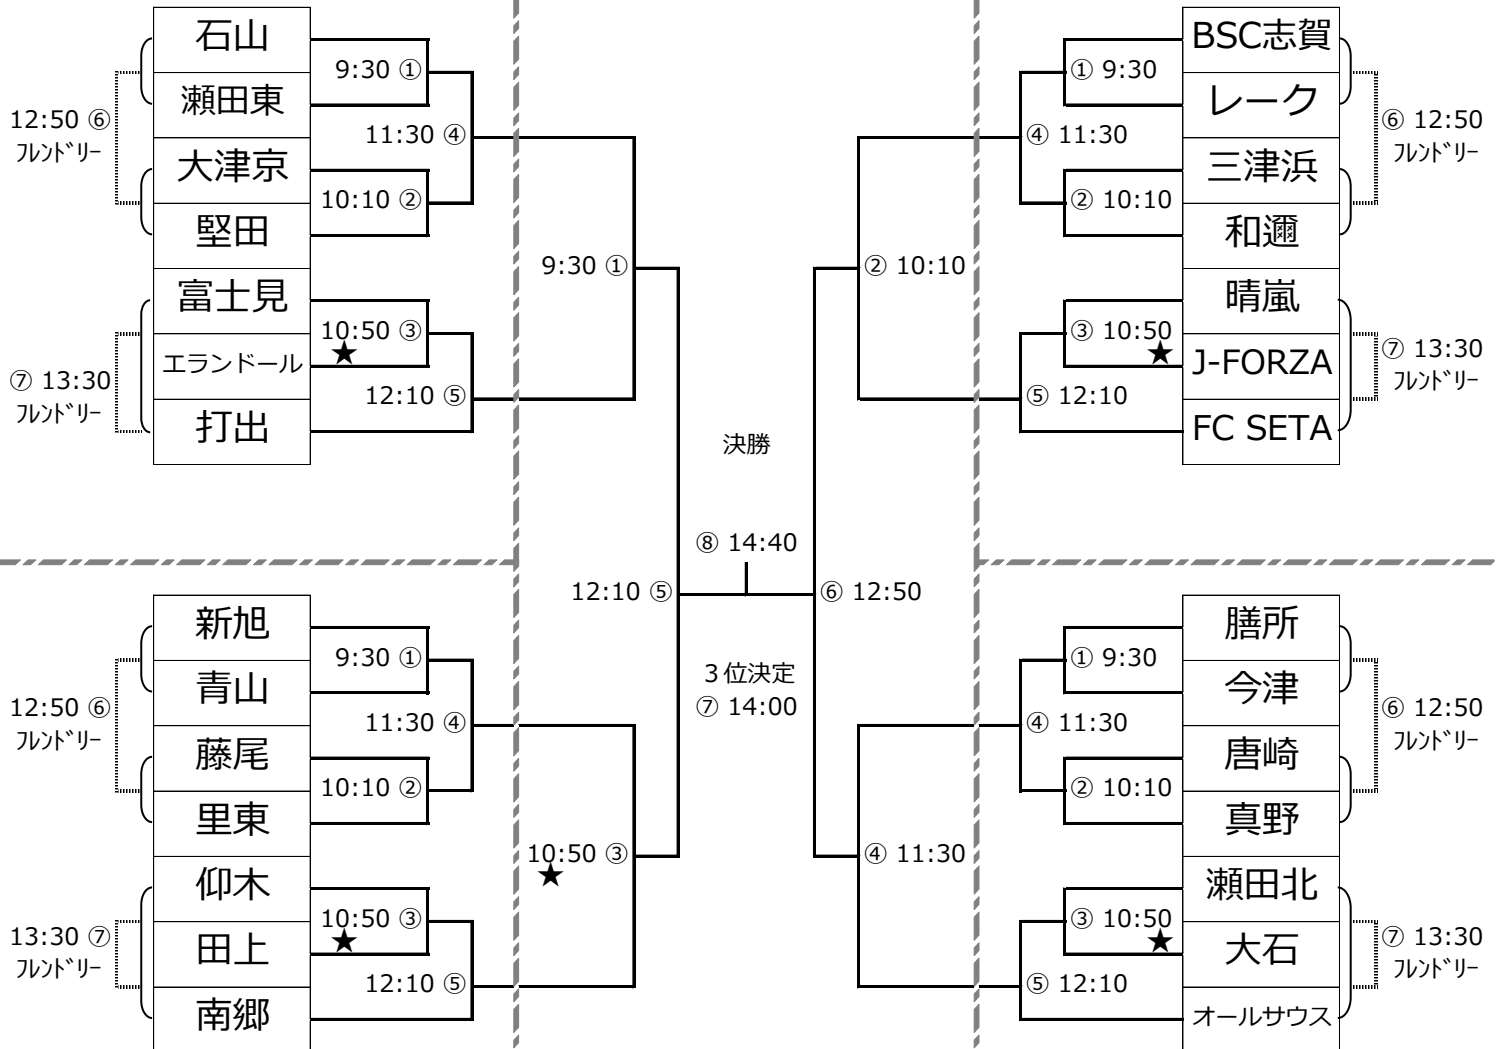 石山
9:30 ①
瀬田東
12:50 ⑥
フレンドリー
11:30 ④
大津京
10:10 ②
堅田
9:30 ①
富士見
10:50 ③
★
エランドール
⑦ 13:30
フレンドリー
12:10 ⑤
打出
BSC志賀
① 9:30
レーク
⑥ 12:50
フレンドリー
④ 11:30
三津浜
② 10:10
和邇
② 10:10
晴嵐
③ 10:50
★
J-FORZA
⑦ 13:30
フレンドリー
⑤ 12:10
FC SETA
決勝
⑧ 14:40
12:10 ⑤
⑥ 12:50
3位決定
⑦ 14:00
新旭
9:30 ①
青山
12:50 ⑥
フレンドリー
11:30 ④
藤尾
10:10 ②
里東
10:50 ③
★
仰木
10:50 ③
★
田上
13:30 ⑦
フレンドリー
12:10 ⑤
南郷
膳所
① 9:30
今津
⑥ 12:50
フレンドリー
④ 11:30
唐崎
② 10:10
真野
④ 11:30
瀬田北
③ 10:50
★
大石
⑦ 13:30
フレンドリー
⑤ 12:10
オールサウス